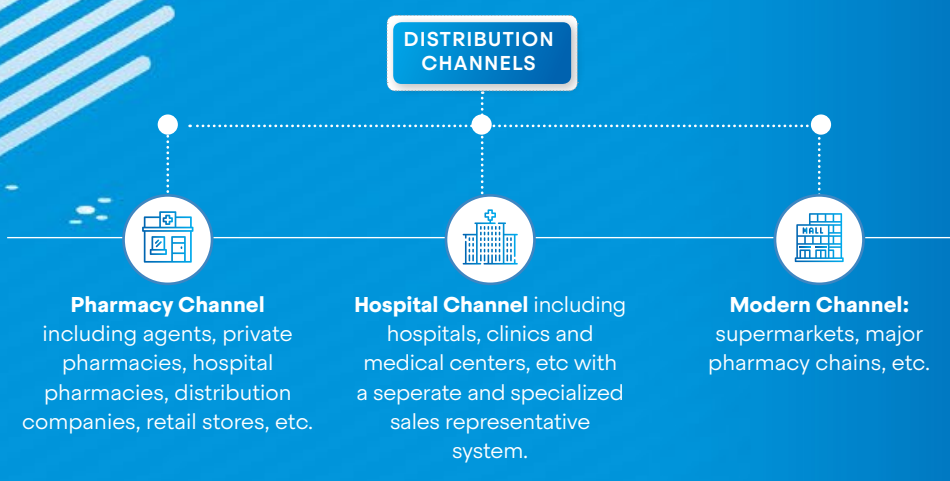 DISTRIBUTION
CHANNELS
Pharmacy Channel
including agents, private
pharmacies, hospital
pharmacies, distribution
companies, retail stores, etc.
Hospital Channel including
hospitals, clinics and
medical centers, etc with
a seperate and specialized
sales representative
system.
MALL
Modern Channel:
supermarkets, major
pharmacy chains, etc.